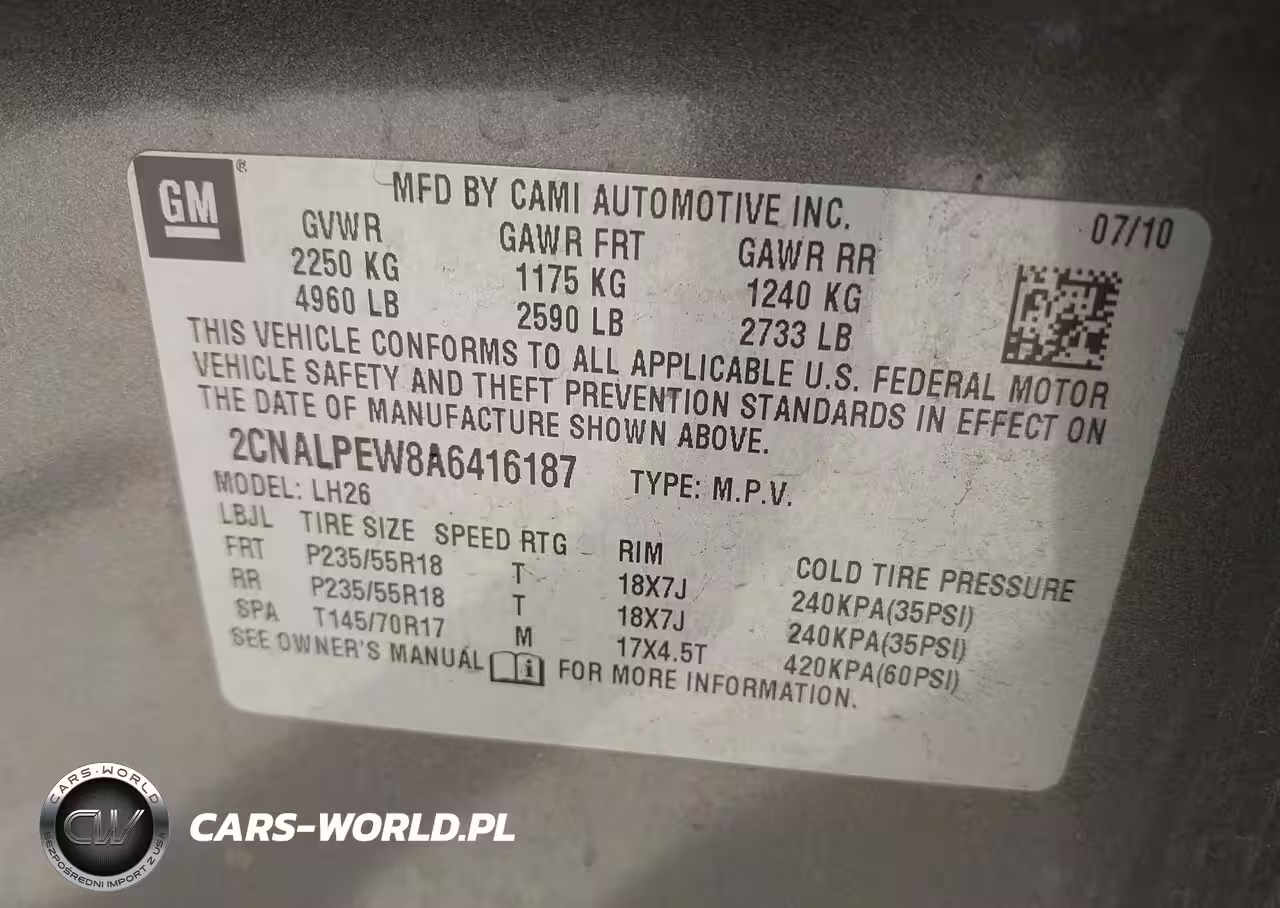 GM ®
MFD BY CAMI AUTOMOTIVE INC.
07/10
GVWR GAWR FRT GAWR RR
2250 KG 1175 KG 1240 KG
4960 LB 2590 LB 2733 LB
THIS VEHICLE CONFORMS TO ALL APPLICABLE U.S. FEDERAL MOTOR
VEHICLE SAFETY AND THEFT PREVENTION STANDARDS IN EFFECT ON
THE DATE OF MANUFACTURE SHOWN ABOVE.
2CNALPEW8A6416187 TYPE: M.P.V.
MODEL: LH26
LBJL TIRE SIZE SPEED RTG RIM COLD TIRE PRESSURE
FRT P235/55R18 T 18X7J 240KPA(35PSI)
RR P235/55R18 T 18X7J 240KPA(35PSI)
SPA T145/70R17 M 17X4.5T 420KPA(60PSI)
SEE OWNER'S MANUAL i FOR MORE INFORMATION.
CARS-WORLD
CW
BEZPOŚREDNI IMPORT Z USA
CARS-WORLD.PL